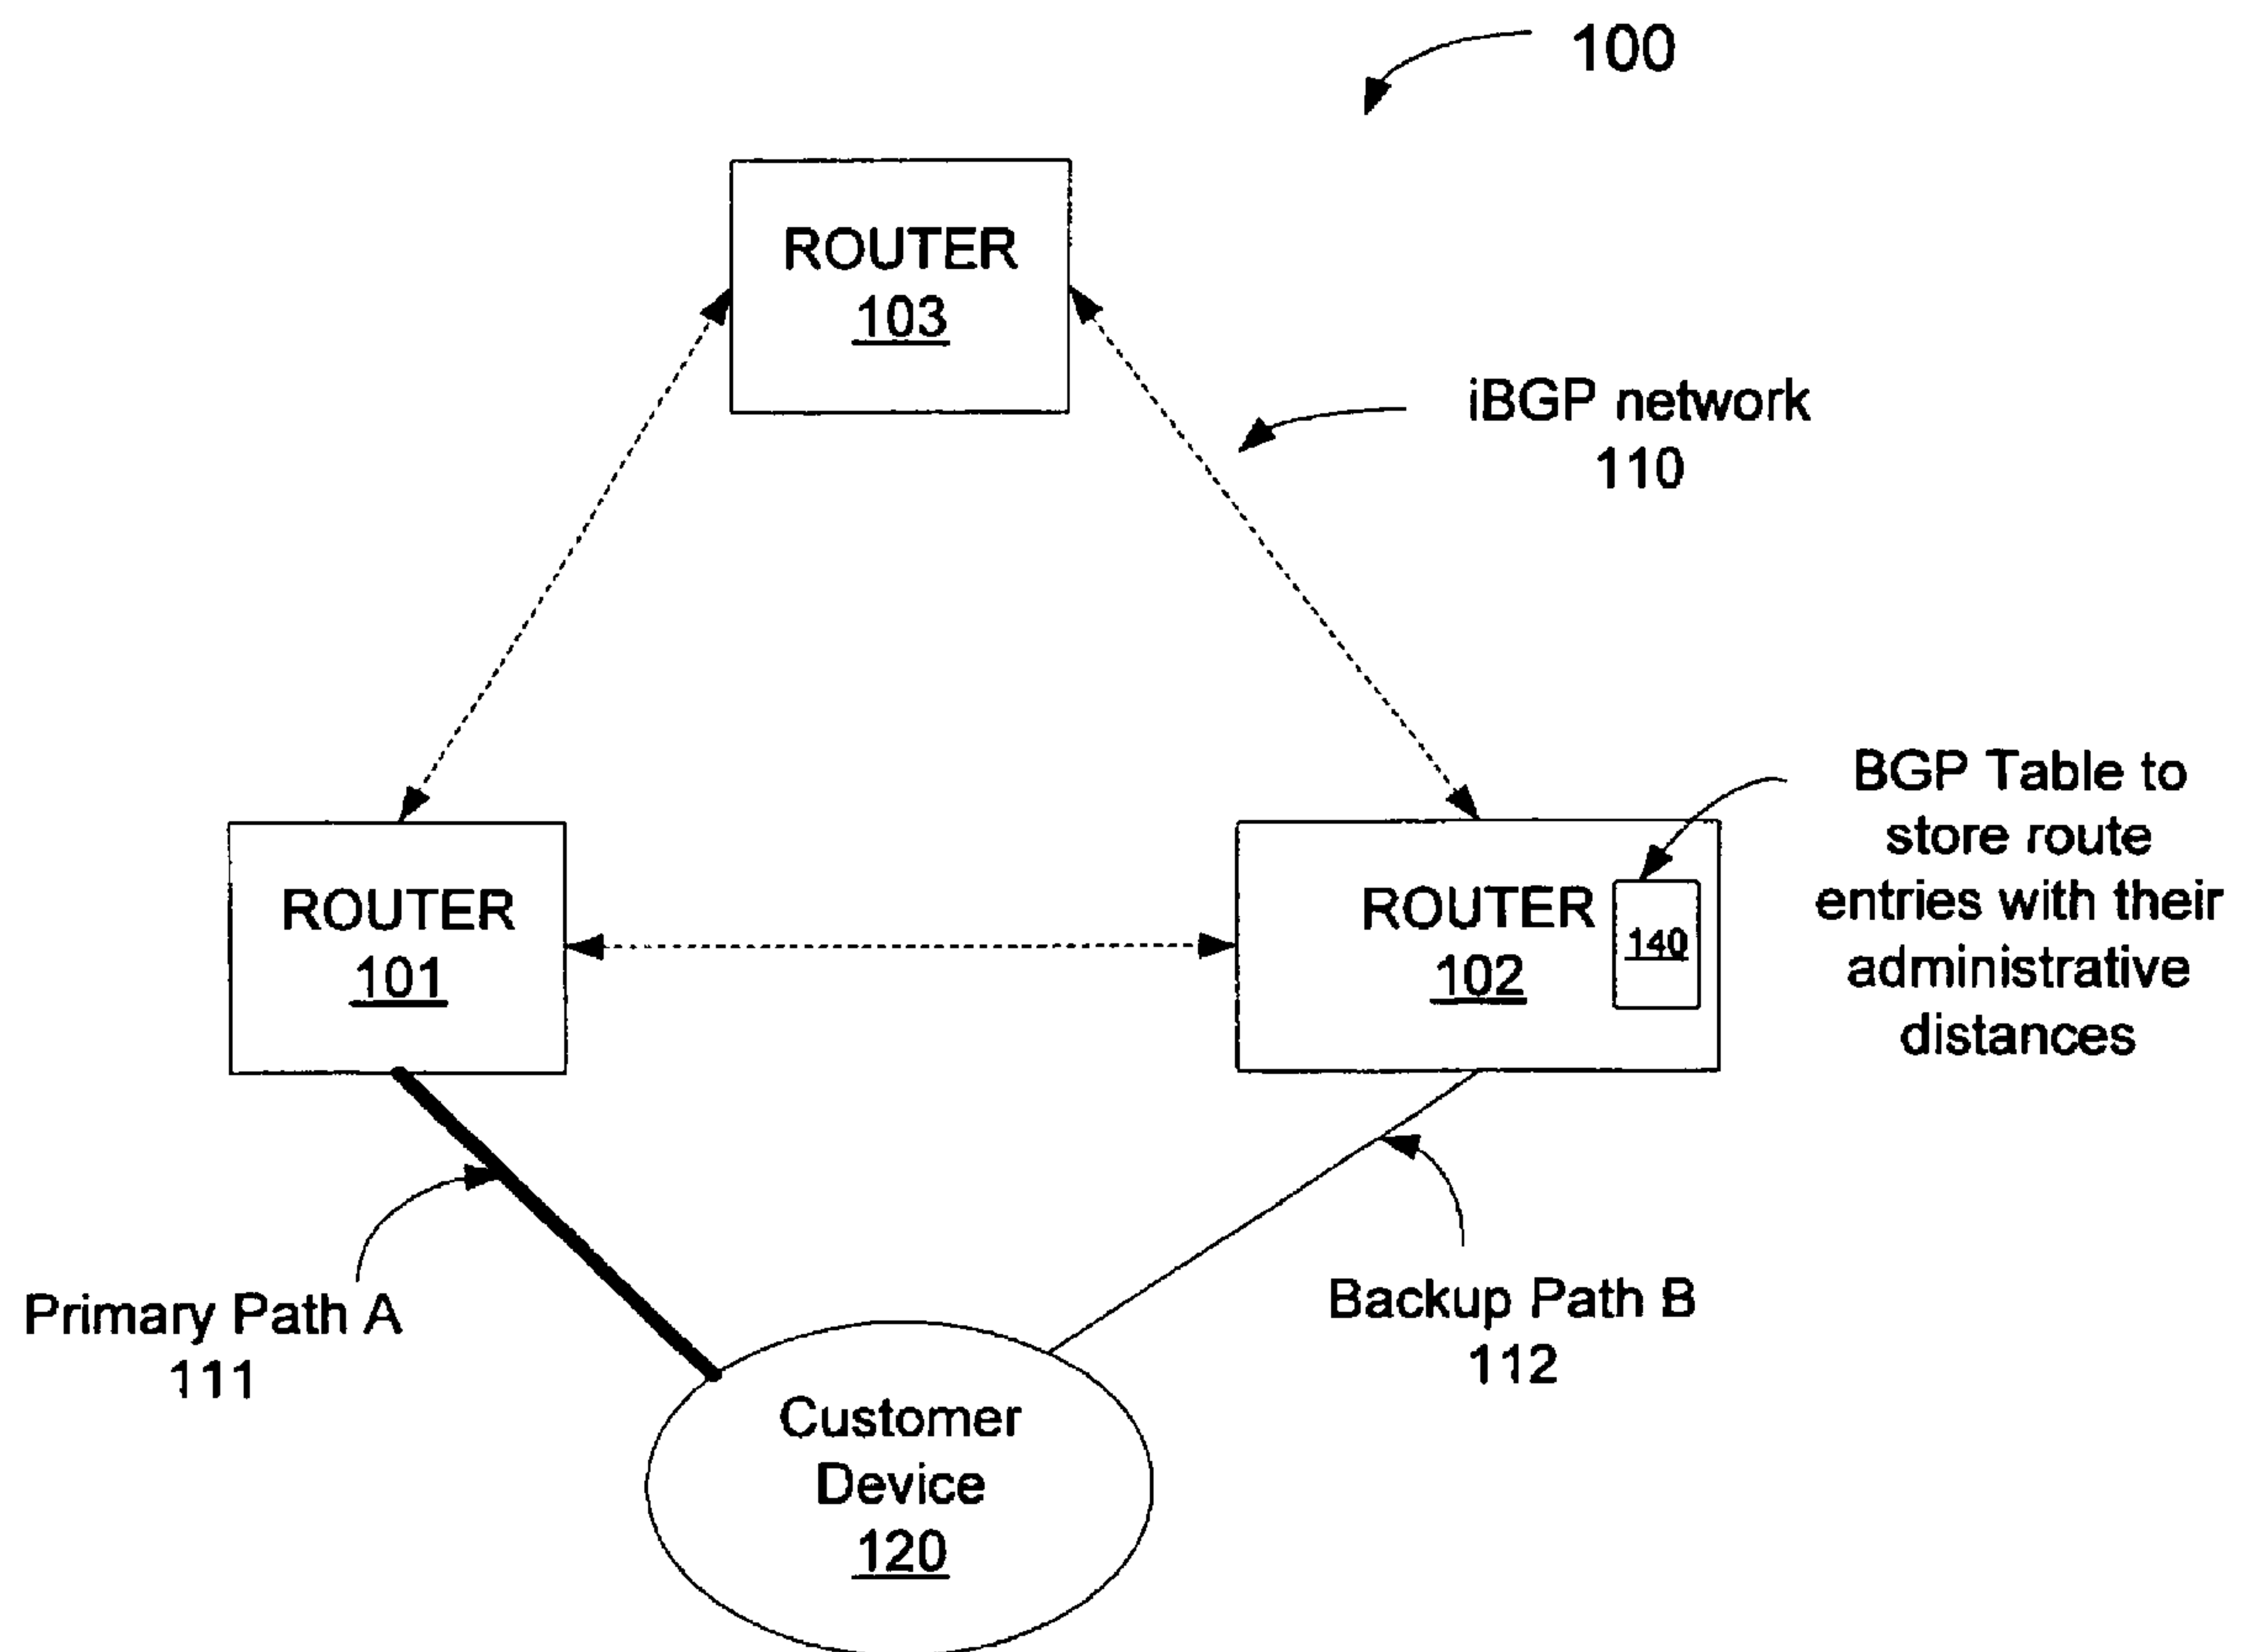 100
ROUTER
103
iBGP network
110
BGP Table to
store route
entries with their
administrative
distances
ROUTER
101
ROUTER
102
140
Primary Path A
111
Backup Path B
112
Customer
Device
120